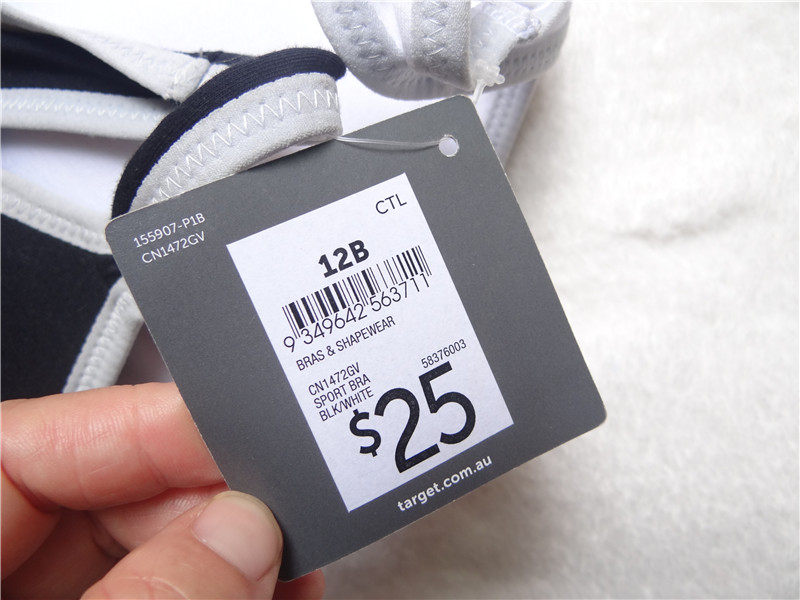 155907-P1B
CN1472GV
CTL
12B
9 349642 563711
BRAS & SHAPEWEAR
58376003
CN1472GV
SPORT BRA
BLK/WHITE
$25
target.com.au